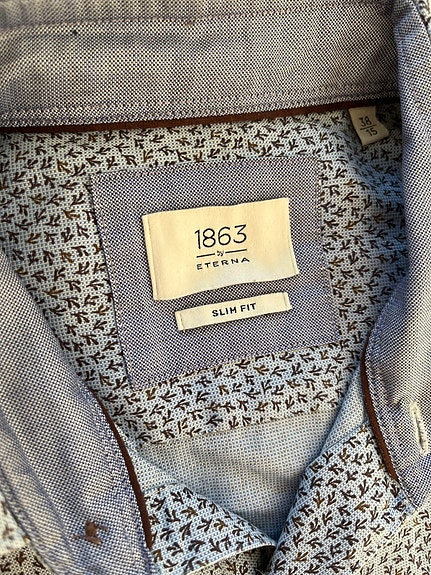 38
15
1863
by
ETERNA
SLIM FIT